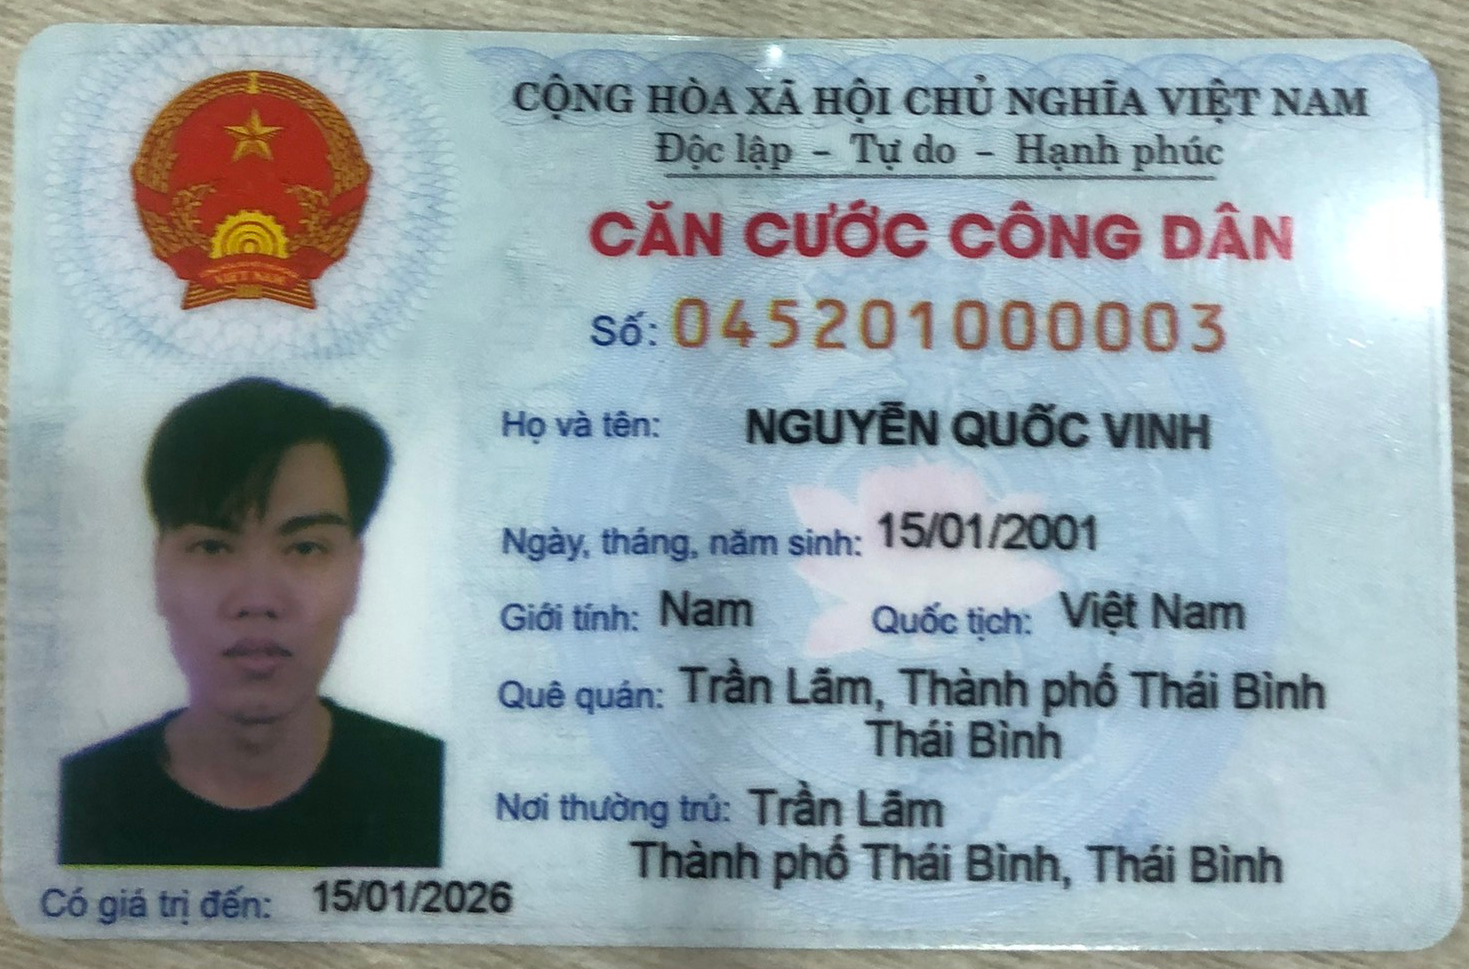 CỘNG HÒA XÃ HỘI CHỦ NGHĨA VIỆT NAM
Độc lập - Tự do - Hạnh phúc
CĂN CƯỚC CÔNG DÂN
Số: 045201000003
Họ và tên: NGUYỄN QUỐC VINH
Ngày, tháng, năm sinh: 15/01/2001
Giới tính: Nam Quốc tịch: Việt Nam
Quê quán: Trần Lãm, Thành phố Thái Bình
Thái Bình
Nơi thường trú: Trần Lãm
Thành phố Thái Bình, Thái Bình
Có giá trị đến: 15/01/2026
VIỆT NAM